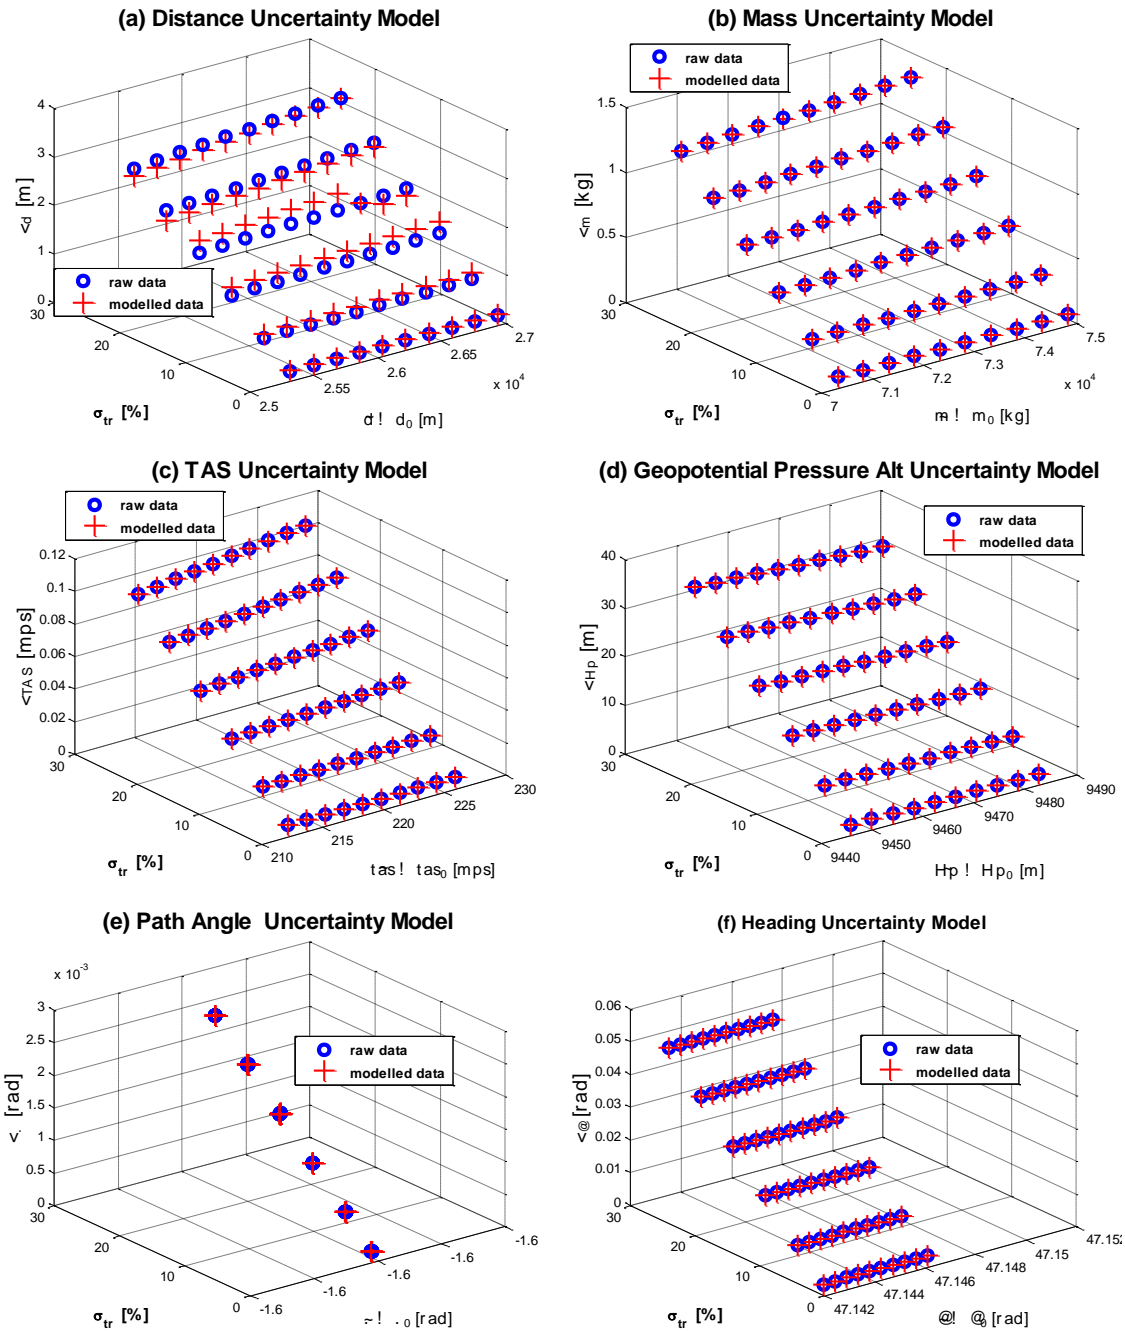 (a) Distance Uncertainty Model
raw data
modelled data
<d [m]
4
3
2
1
0
30
20
10
0
2.5
2.55
2.6
2.65
2.7
x 10^4
σtr [%]
d0 [m]
(b) Mass Uncertainty Model
raw data
modelled data
<m [kg]
1.5
1
0.5
0
30
20
10
0
7
7.1
7.2
7.3
7.4
7.5
x 10^4
σtr [%]
m0 [kg]
(c) TAS Uncertainty Model
raw data
modelled data
<TAS [mps]
0.12
0.1
0.08
0.06
0.04
0.02
0
30
20
10
0
210
215
220
225
230
σtr [%]
tas! tas0 [mps]
(d) Geopotential Pressure Alt Uncertainty Model
raw data
modelled data
<Hp [m]
40
30
20
10
0
30
20
10
0
9440
9450
9460
9470
9480
9490
σtr [%]
Hp! Hp0 [m]
(e) Path Angle Uncertainty Model
raw data
modelled data
x 10^-3
<. [rad]
3
2.5
2
1.5
1
0.5
0
30
20
10
0
-1.6
-1.6
-1.6
-1.6
-1.6
σtr [%]
~! .0 [rad]
(f) Heading Uncertainty Model
raw data
modelled data
<@ [rad]
0.06
0.05
0.04
0.03
0.02
0.01
0
30
20
10
0
47.142
47.144
47.146
47.148
47.15
47.152
σtr [%]
@! @0 [rad]